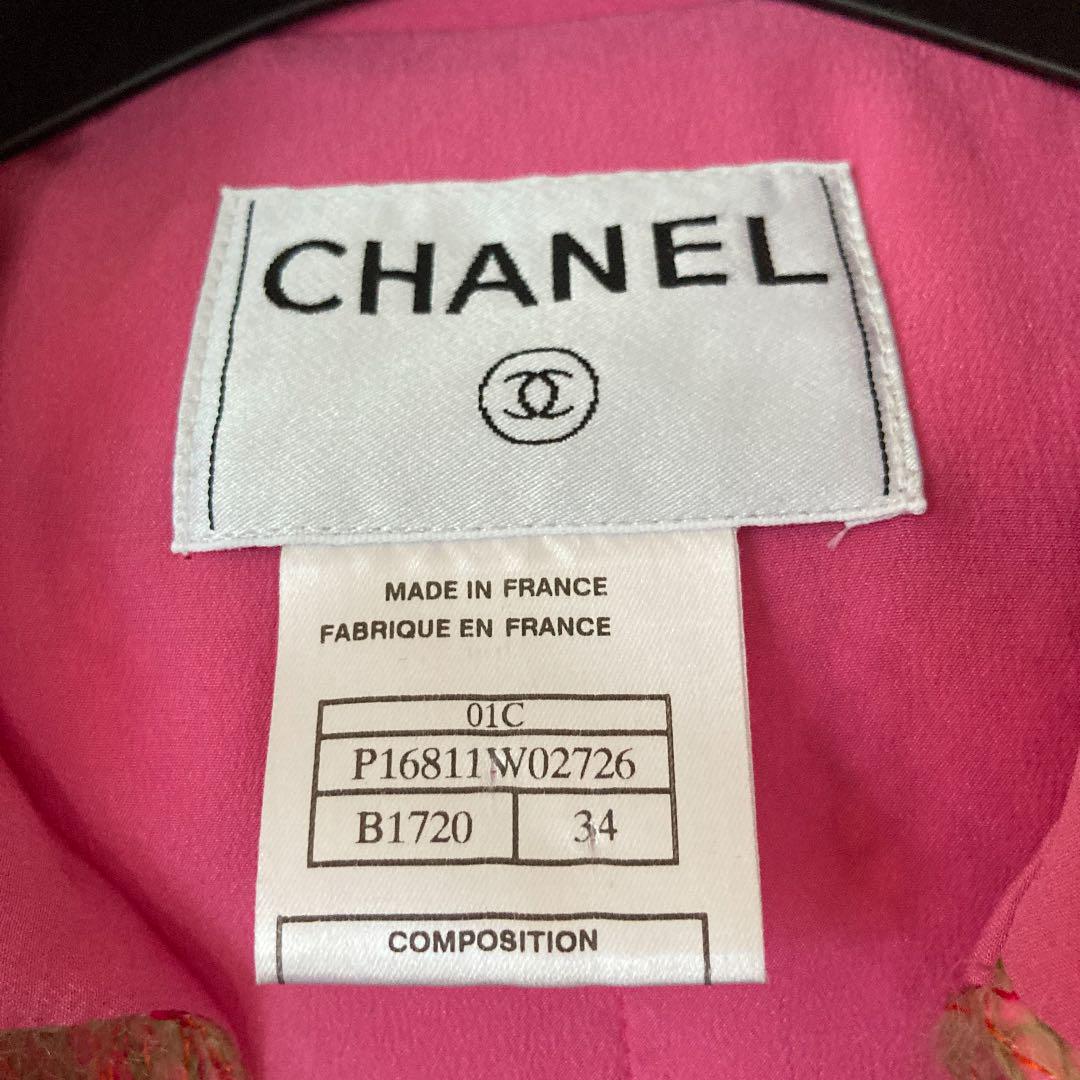 CHANEL
MADE IN FRANCE
FABRIQUE EN FRANCE
01C
P16811W02726
B1720 34
COMPOSITION